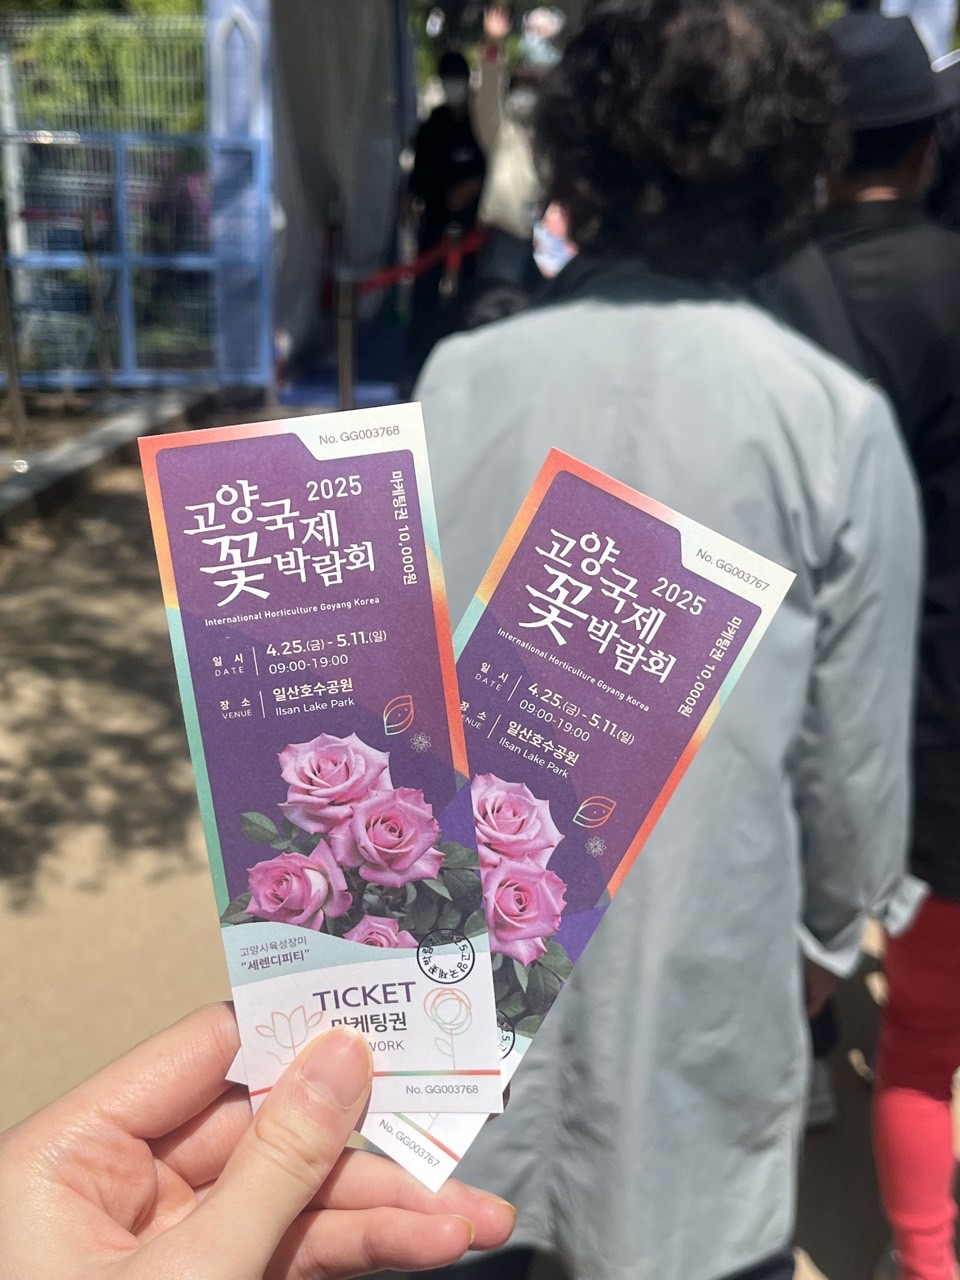 No. GG003768
2025
고양국제
꽃박람회
International Horticulture Goyang Korea
마케팅권 10,000원
일 시 4.25.(금) - 5.11.(일)
DATE 09:00-19:00
장 소 일산호수공원
VENUE Ilsan Lake Park
고양시육성장미
"세렌디피티"
TICKET
마케팅권
WORK
No. GG003768
No. GG003767
2025
고양국제
꽃박람회
International Horticulture Goyang Korea
마케팅권 10,000원
일 시 4.25.(금) - 5.11.(일)
DATE 09:00-19:00
장 소 일산호수공원
ENUE Ilsan Lake Park
No. GG003767